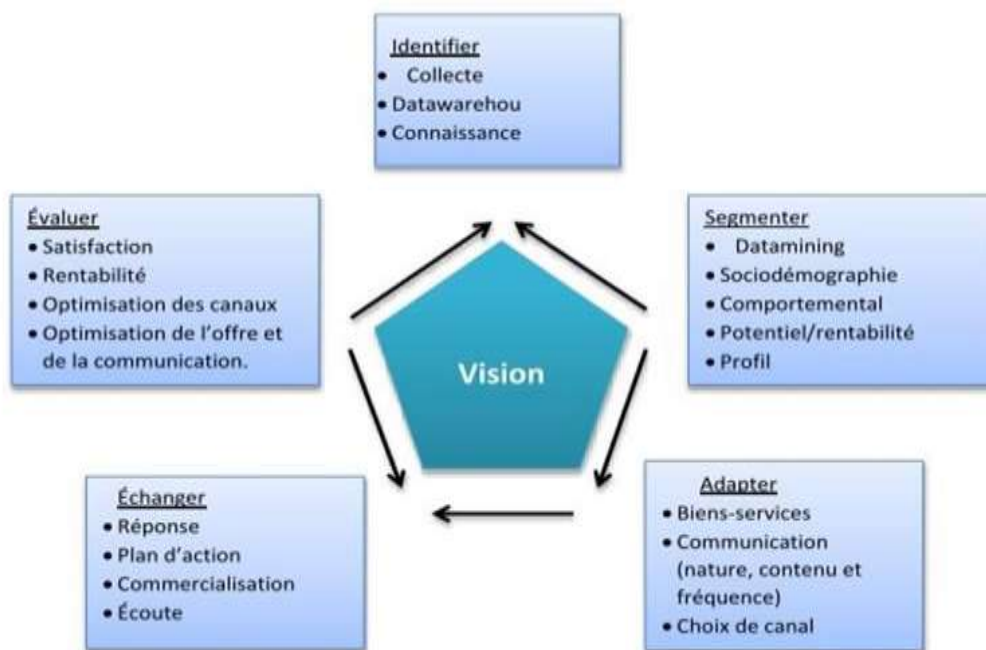 Identifier
• Collecte
• Datawarehou
• Connaissance
Évaluer
• Satisfaction
• Rentabilité
• Optimisation des canaux
• Optimisation de l'offre et
de la communication.
Segmenter
• Datamining
• Sociodémographie
• Comportemental
• Potentiel/rentabilité
• Profil
Vision
Échanger
• Réponse
• Plan d'action
• Commercialisation
• Écoute
Adapter
• Biens-services
• Communication
(nature, contenu et
fréquence)
• Choix de canal